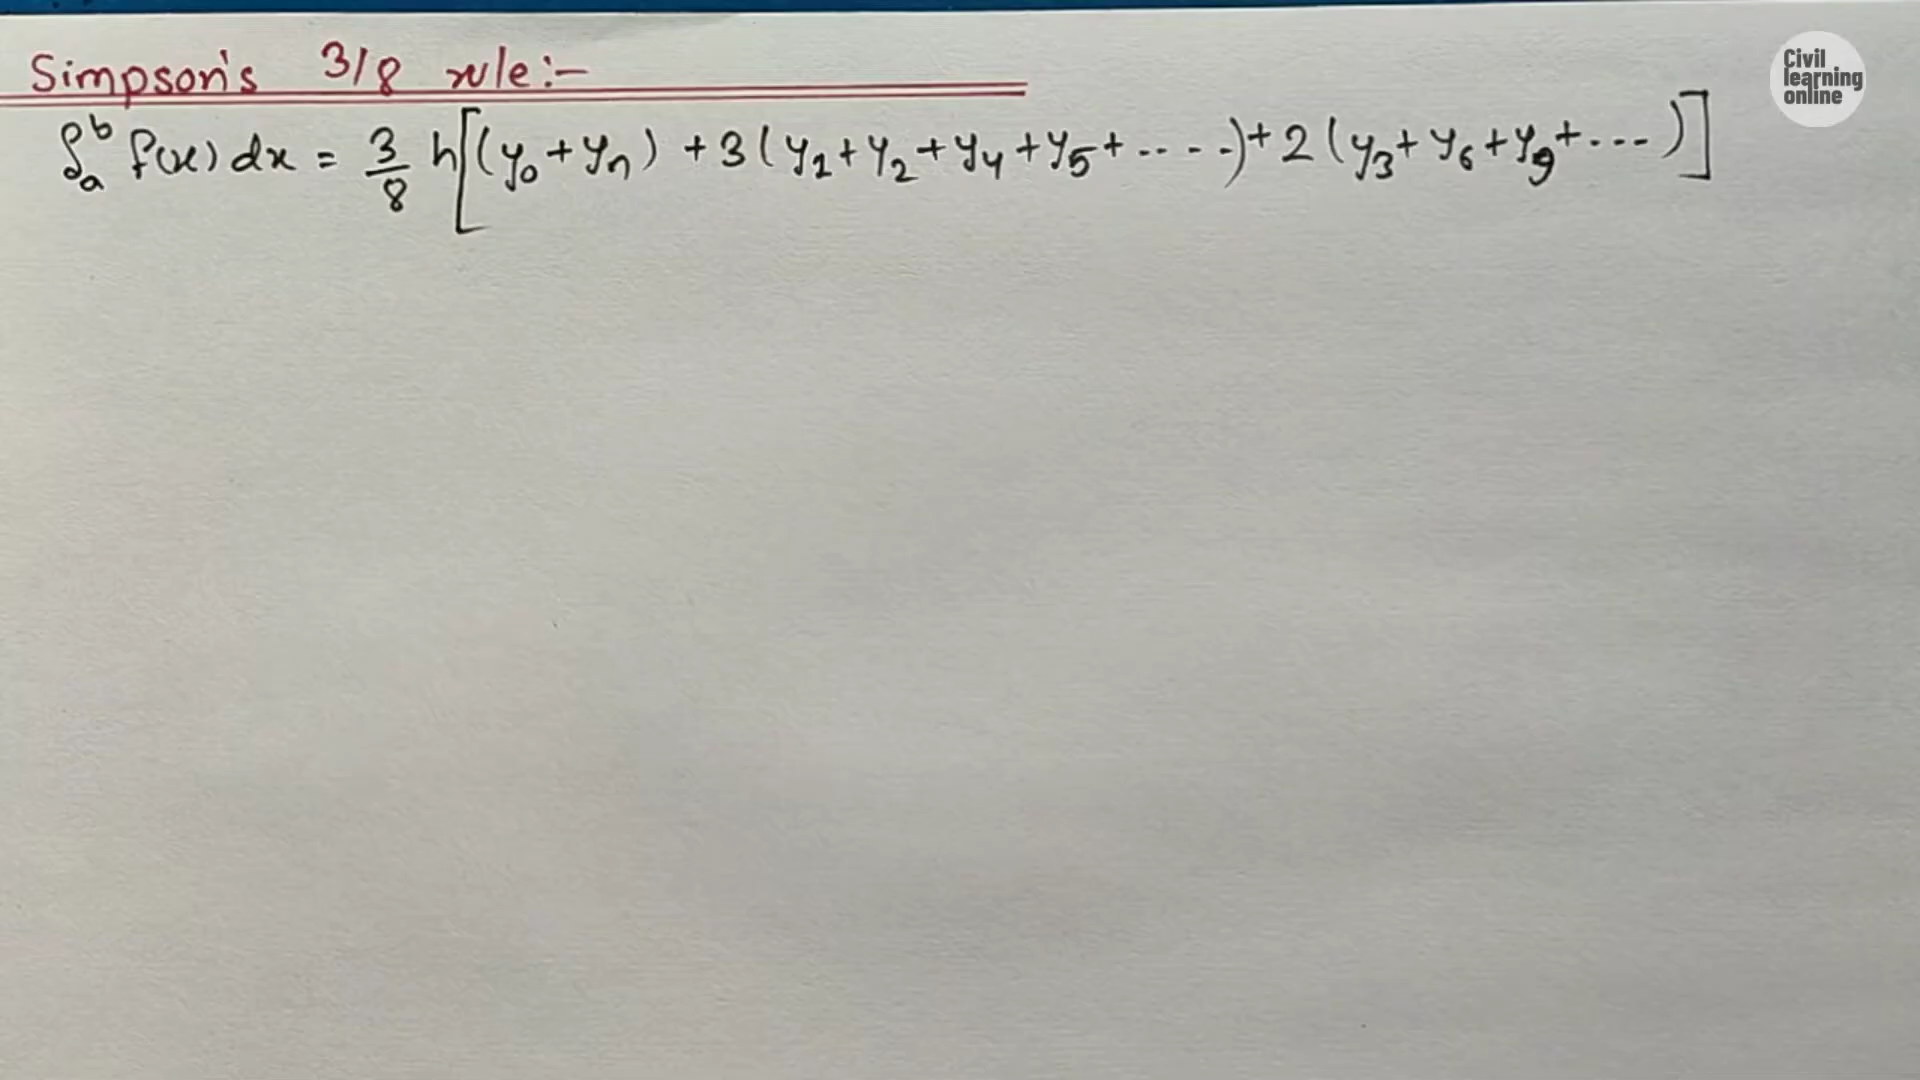 Simpson's 3/8 rule:-
∫ₐᵇ f(x) dx = 3/8 h[(y₀+yₙ) +3(y₁+y₂+y₄+y₅+.....)+2(y₃+y₆+y₉+...)]
Civil
learning
online